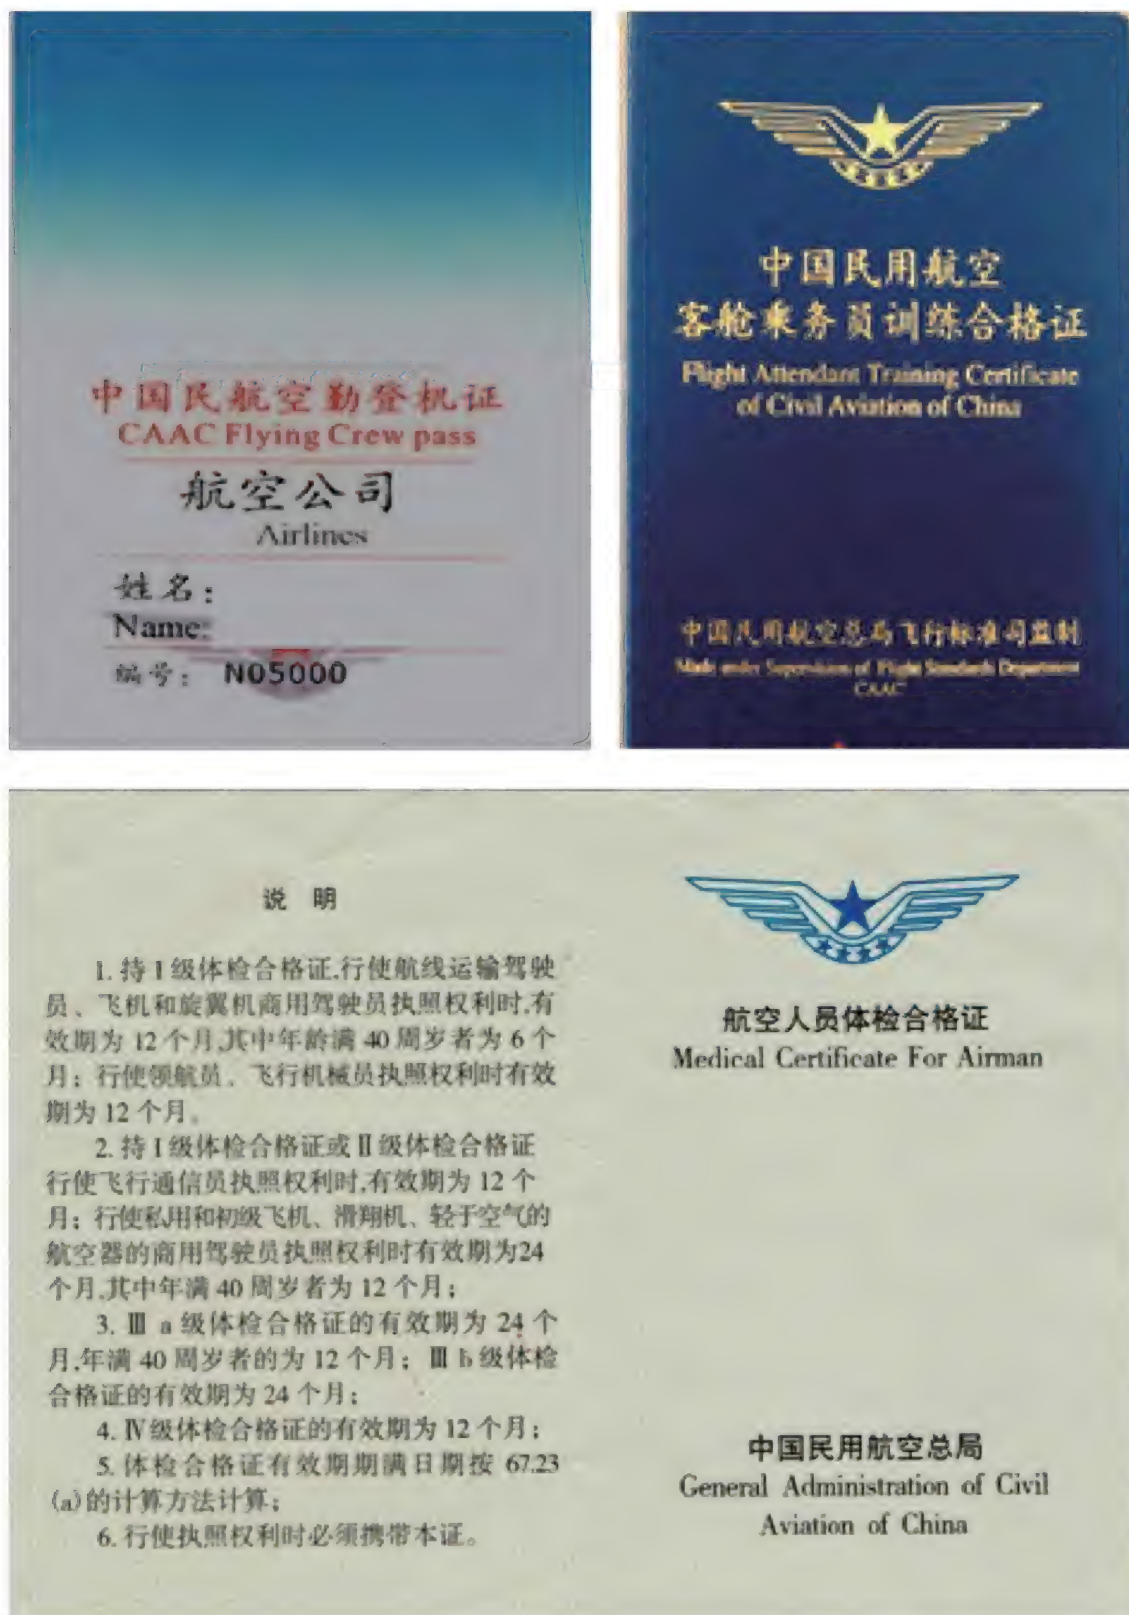 中国民航空勤登机证
CAAC Flying Crew pass
航空公司
Airlines
姓名：
Name:
编号： N05000
中国民用航空
客舱乘务员训练合格证
Flight Attendant Training Certificate
of Civil Aviation of China
中国民用航空总局飞行标准司监制
Made under Supervision of Flight Standards Department
CAAC
说 明
1. 持Ⅰ级体检合格证,行使航线运输驾驶
员、飞机和旋翼机商用驾驶员执照权利时,有
效期为 12 个月,其中年龄满 40 周岁者为 6 个
月；行使领航员、飞行机械员执照权利时有效
期为 12 个月。
2. 持Ⅰ级体检合格证或Ⅱ级体检合格证
行使飞行通信员执照权利时,有效期为 12 个
月；行使私用和初级飞机、滑翔机、轻于空气的
航空器的商用驾驶员执照权利时有效期为24
个月,其中年满 40 周岁者为 12 个月；
3. Ⅲ a 级体检合格证的有效期为 24 个
月,年满 40 周岁者的为 12 个月；Ⅲ b 级体检
合格证的有效期为 24 个月；
4. Ⅳ级体检合格证的有效期为 12 个月；
5. 体检合格证有效期期满日期按 67.23
(a)的计算方法计算；
6. 行使执照权利时必须携带本证。
航空人员体检合格证
Medical Certificate For Airman
中国民用航空总局
General Administration of Civil
Aviation of China